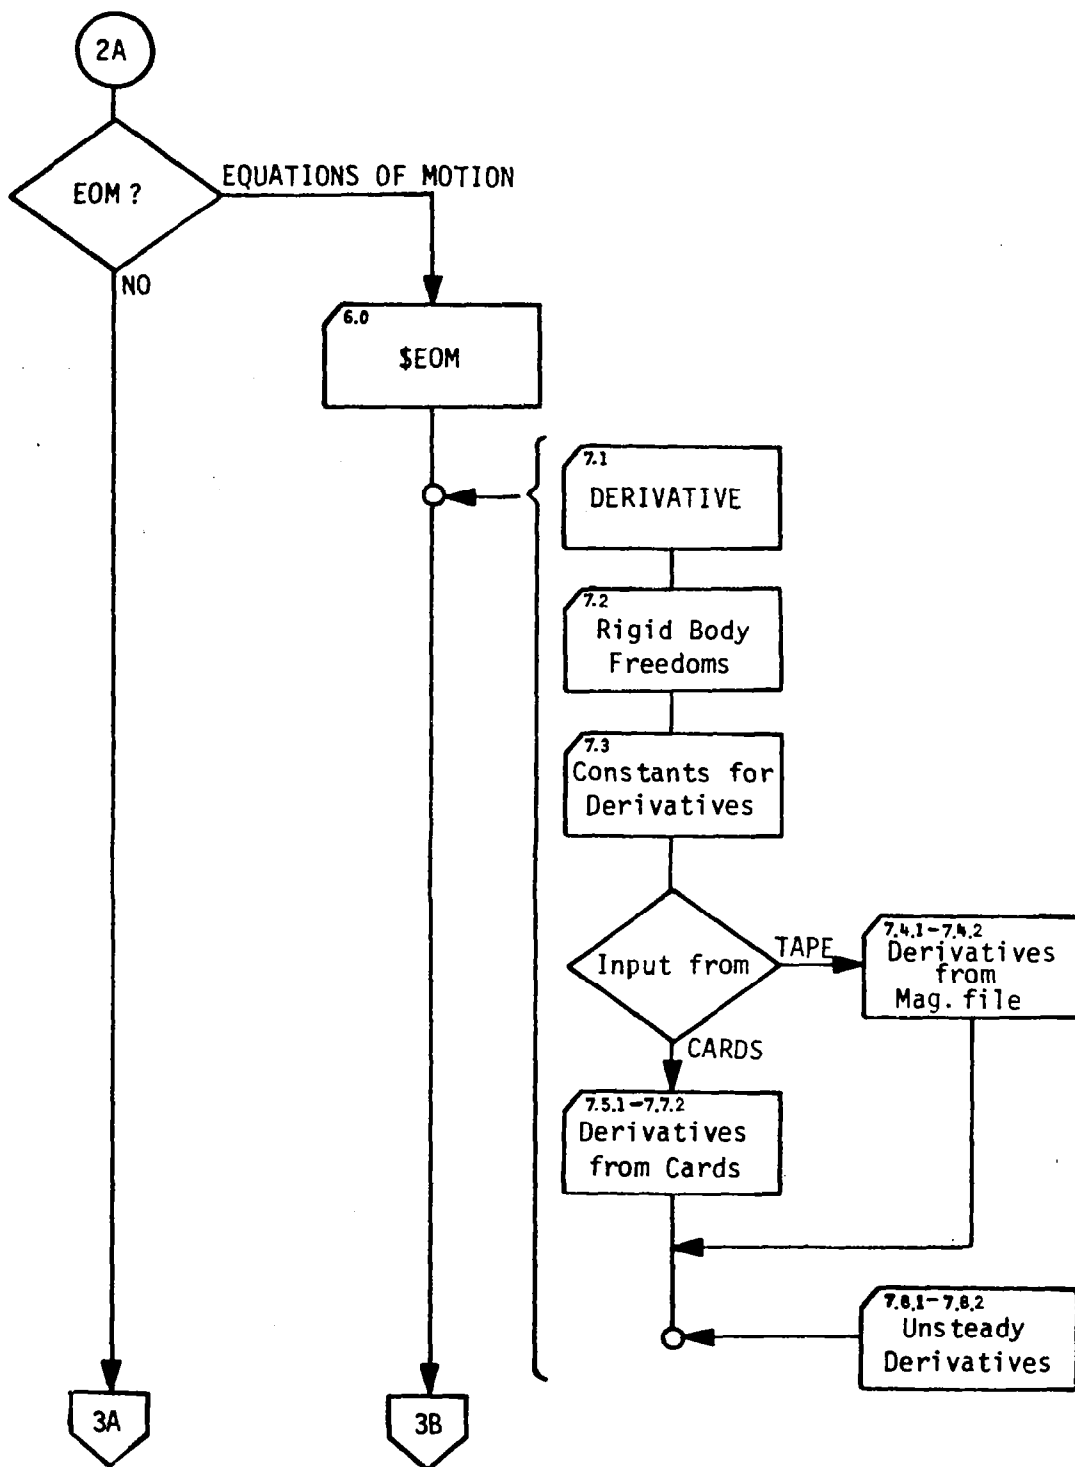 2A
EOM ?
EQUATIONS OF MOTION
NO
6.0
$EOM
7.1
DERIVATIVE
7.2
Rigid Body
Freedoms
7.3
Constants for
Derivatives
Input from
TAPE
7.4.1-7.4.2
Derivatives
from
Mag. file
CARDS
7.5.1-7.7.2
Derivatives
from Cards
7.8.1-7.8.2
Unsteady
Derivatives
3A
3B